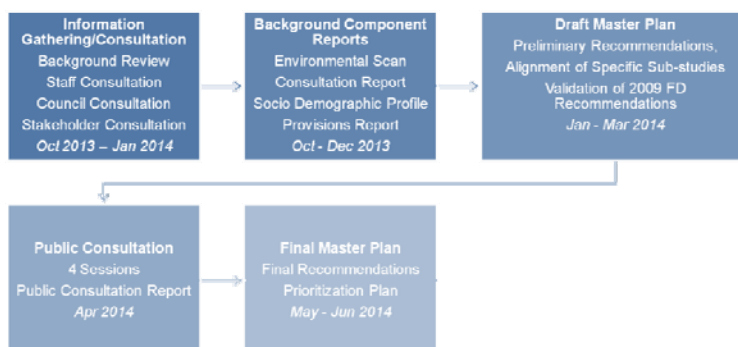 Information
Gathering/Consultation
Background Review
Staff Consultation
Council Consultation
Stakeholder Consultation
Oct 2013 – Jan 2014
Background Component
Reports
Environmental Scan
Consultation Report
Socio Demographic Profile
Provisions Report
Oct - Dec 2013
Draft Master Plan
Preliminary Recommendations,
Alignment of Specific Sub-studies
Validation of 2009 FD
Recommendations
Jan - Mar 2014
Public Consultation
4 Sessions
Public Consultation Report
Apr 2014
Final Master Plan
Final Recommendations
Prioritization Plan
May - Jun 2014